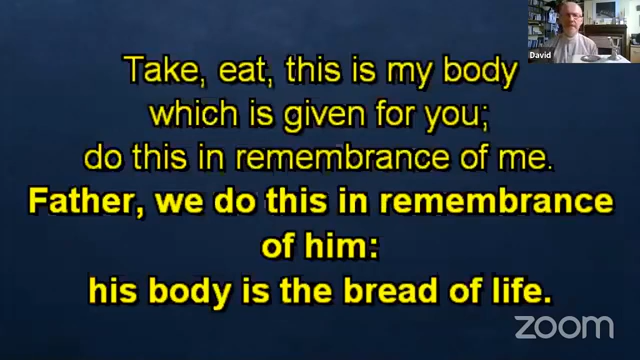 David
Take, eat, this is my body
which is given for you;
do this in remembrance of me.
Father, we do this in remembrance
of him:
his body is the bread of life.
zoom